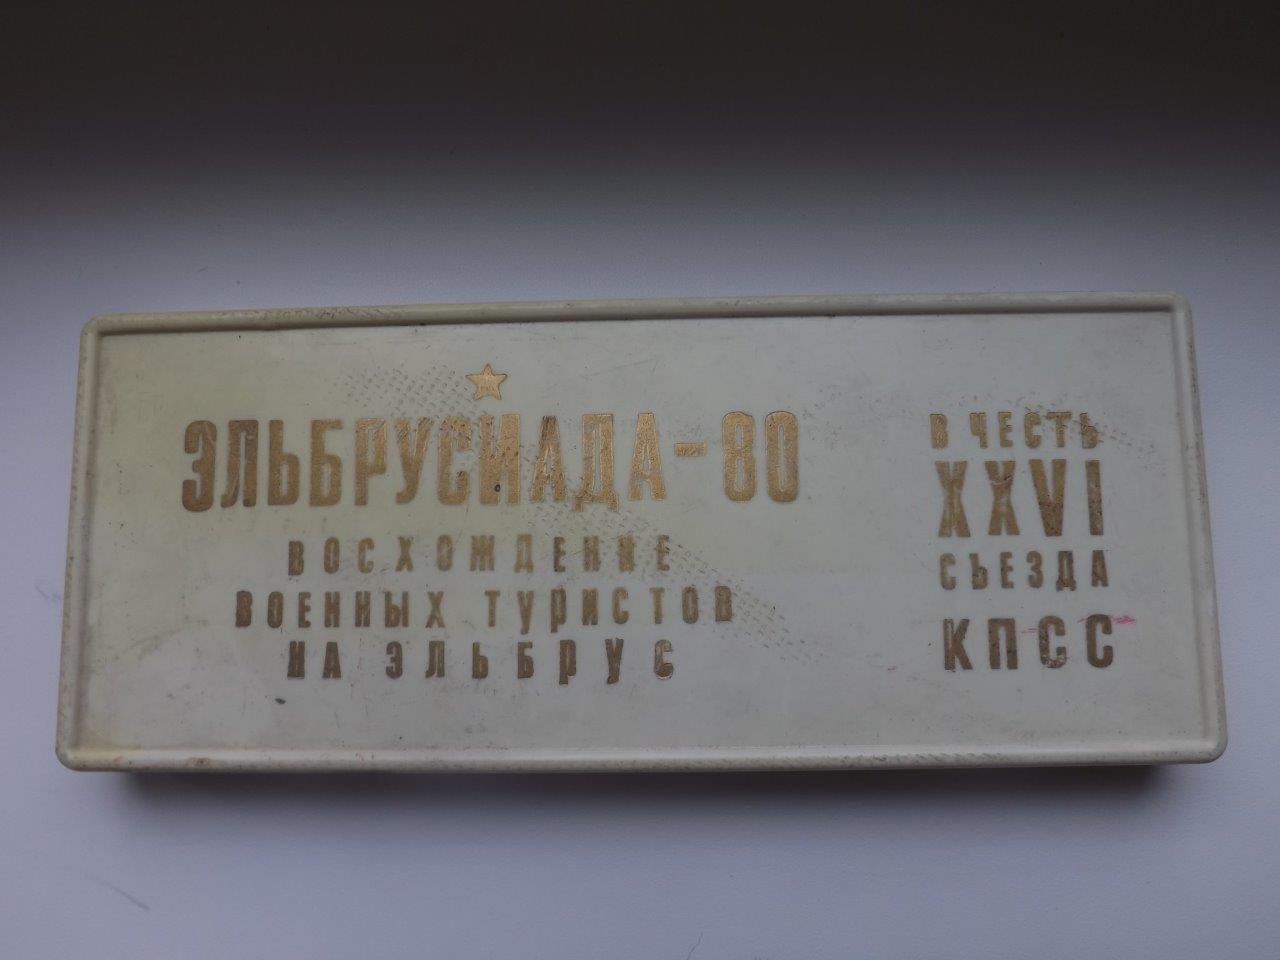 ЭЛЬБРУСИАДА-80
ВОСХОЖДЕНИЕ
ВОЕННЫХ ТУРИСТОВ
НА ЭЛЬБРУС
В ЧЕСТЬ
XXVI
СЪЕЗДА
КПСС